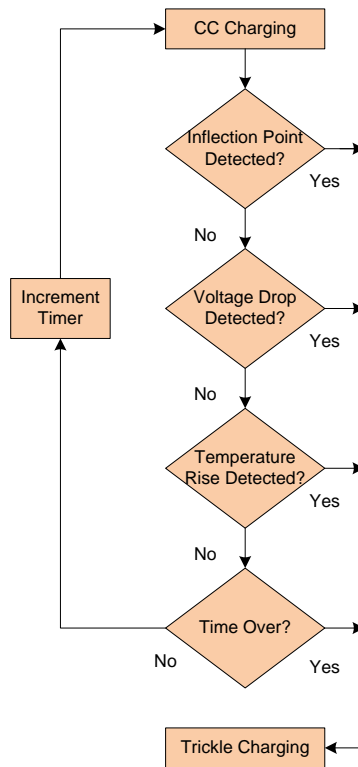 CC Charging
Inflection Point
Detected?
Yes
No
Increment
Timer
Voltage Drop
Detected?
Yes
No
Temperature
Rise Detected?
Yes
No
Time Over?
No
Yes
Trickle Charging